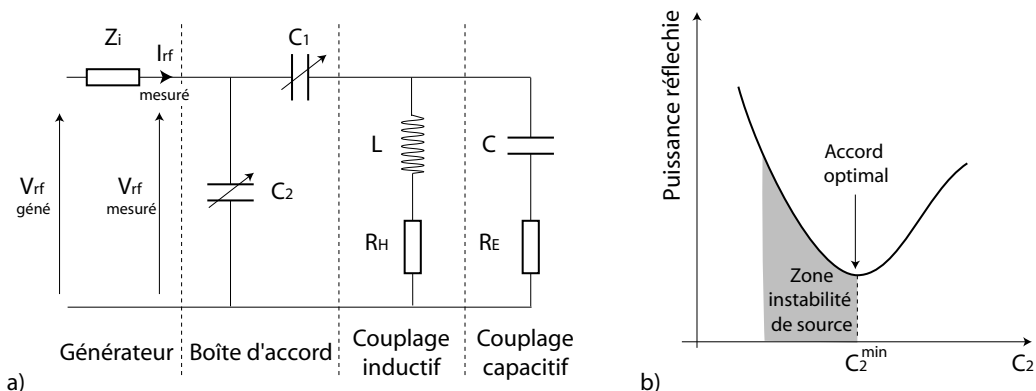 Zi
Irf
mesuré
C1
Vrf
géné
Vrf
mesuré
C2
L
RH
C
RE
Générateur
Boîte d'accord
Couplage
inductif
Couplage
capacitif
a)
Puissance réflechie
Accord
optimal
Zone
instabilité
de source
C2min
C2
b)